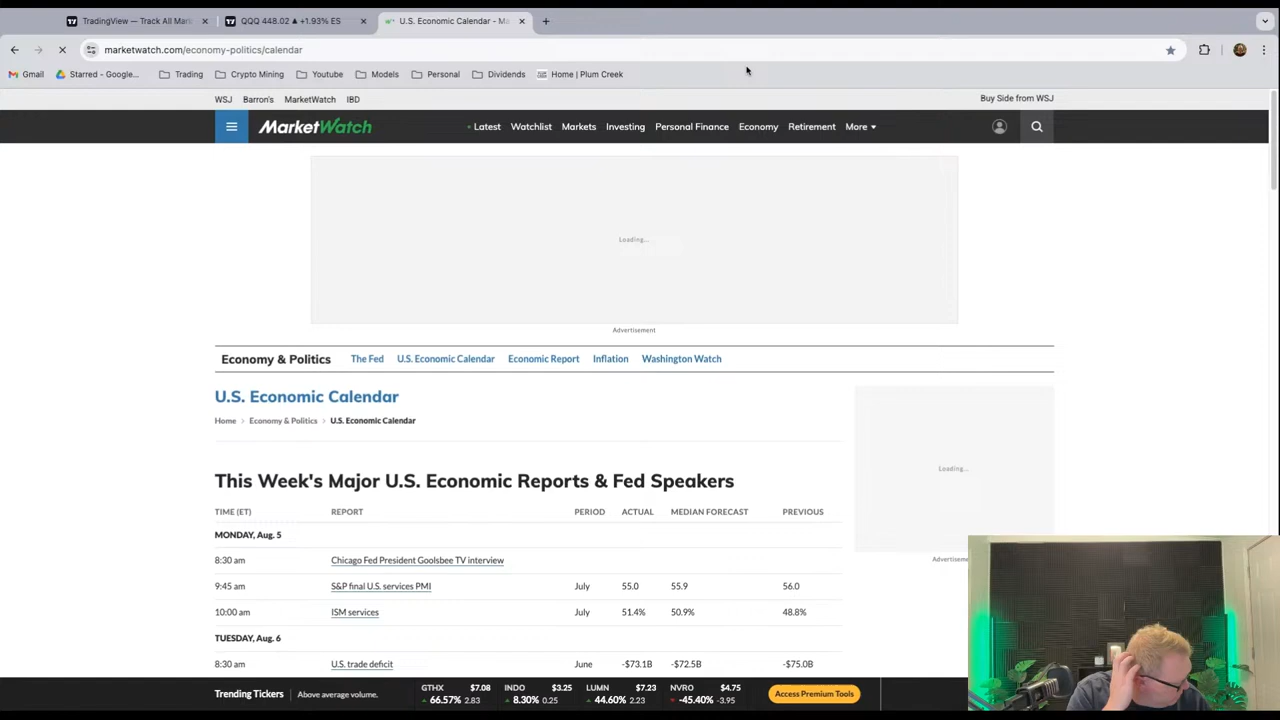 TradingView — Track All Mar
QQQ 448.02 ▲ +1.93% ES
U.S. Economic Calendar - Ma
marketwatch.com/economy-politics/calendar
Gmail
Starred - Google...
Trading
Crypto Mining
Youtube
Models
Personal
Dividends
Home | Plum Creek
WSJ
Barron's
MarketWatch
IBD
Buy Side from WSJ
MarketWatch
Latest
Watchlist
Markets
Investing
Personal Finance
Economy
Retirement
More
Loading...
Advertisement
Economy & Politics
The Fed
U.S. Economic Calendar
Economic Report
Inflation
Washington Watch
U.S. Economic Calendar
Home > Economy & Politics > U.S. Economic Calendar
Loading...
This Week's Major U.S. Economic Reports & Fed Speakers
TIME (ET) REPORT PERIOD ACTUAL MEDIAN FORECAST PREVIOUS
MONDAY, Aug. 5
8:30 am Chicago Fed President Goolsbee TV interview
Advertiseme
9:45 am S&P final U.S. services PMI July 55.0 55.9 56.0
10:00 am ISM services July 51.4% 50.9% 48.8%
TUESDAY, Aug. 6
8:30 am U.S. trade deficit June -$73.1B -$72.5B -$75.0B
Trending Tickers | Above average volume.
GTHX $7.08
66.57% 2.83
INDO $3.25
8.30% 0.25
LUMN $7.23
44.60% 2.23
NVRO $4.75
-45.40% -3.95
Access Premium Tools